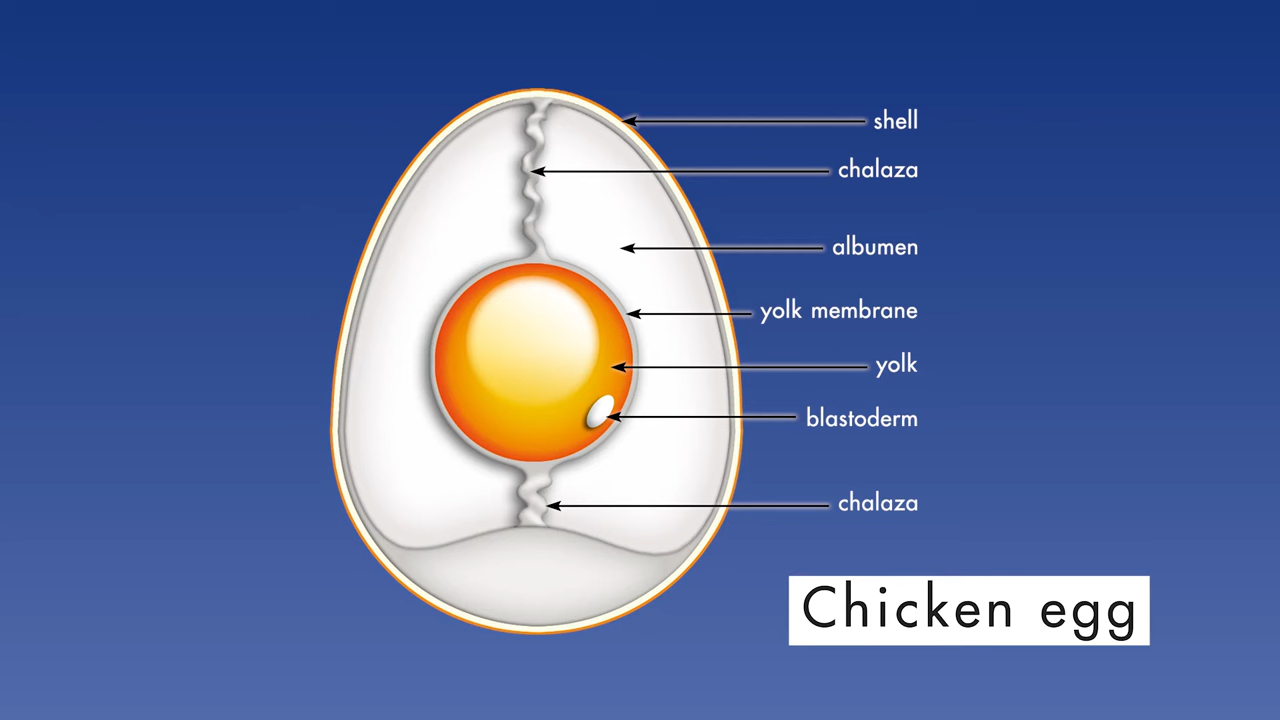 shell
chalaza
albumen
yolk membrane
yolk
blastoderm
chalaza
Chicken egg